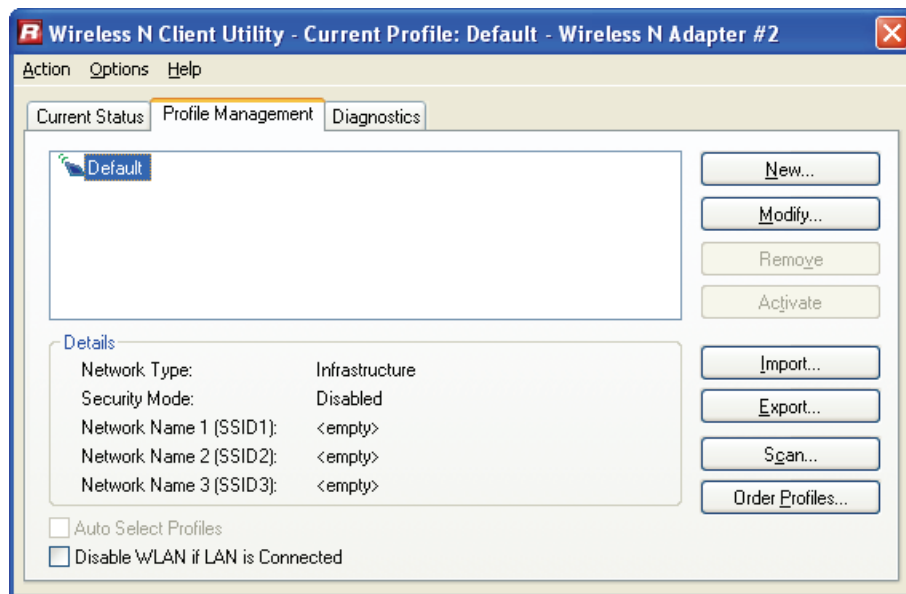 R Wireless N Client Utility - Current Profile: Default - Wireless N Adapter #2
Action Options Help
Current Status Profile Management Diagnostics
Default
New...
Modify...
Remove
Activate
Details
Network Type: Infrastructure
Security Mode: Disabled
Network Name 1 (SSID1): <empty>
Network Name 2 (SSID2): <empty>
Network Name 3 (SSID3): <empty>
Import...
Export...
Scan...
Order Profiles...
Auto Select Profiles
Disable WLAN if LAN is Connected